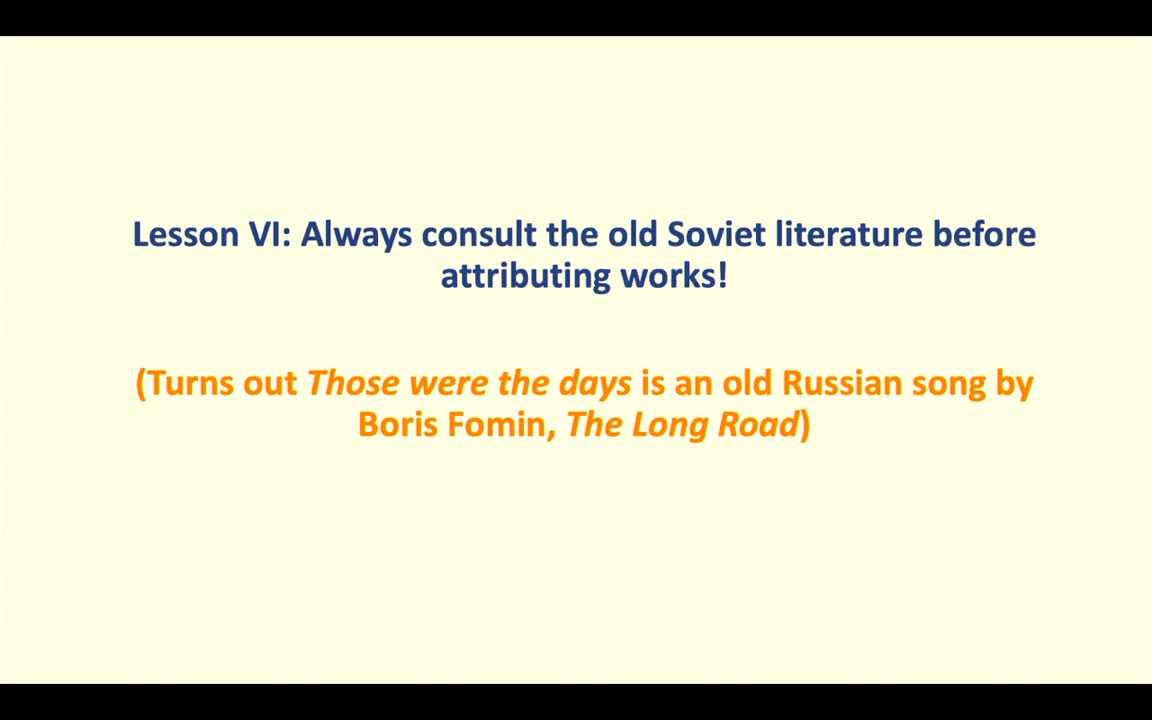 Lesson VI: Always consult the old Soviet literature before
attributing works!
(Turns out Those were the days is an old Russian song by
Boris Fomin, The Long Road)